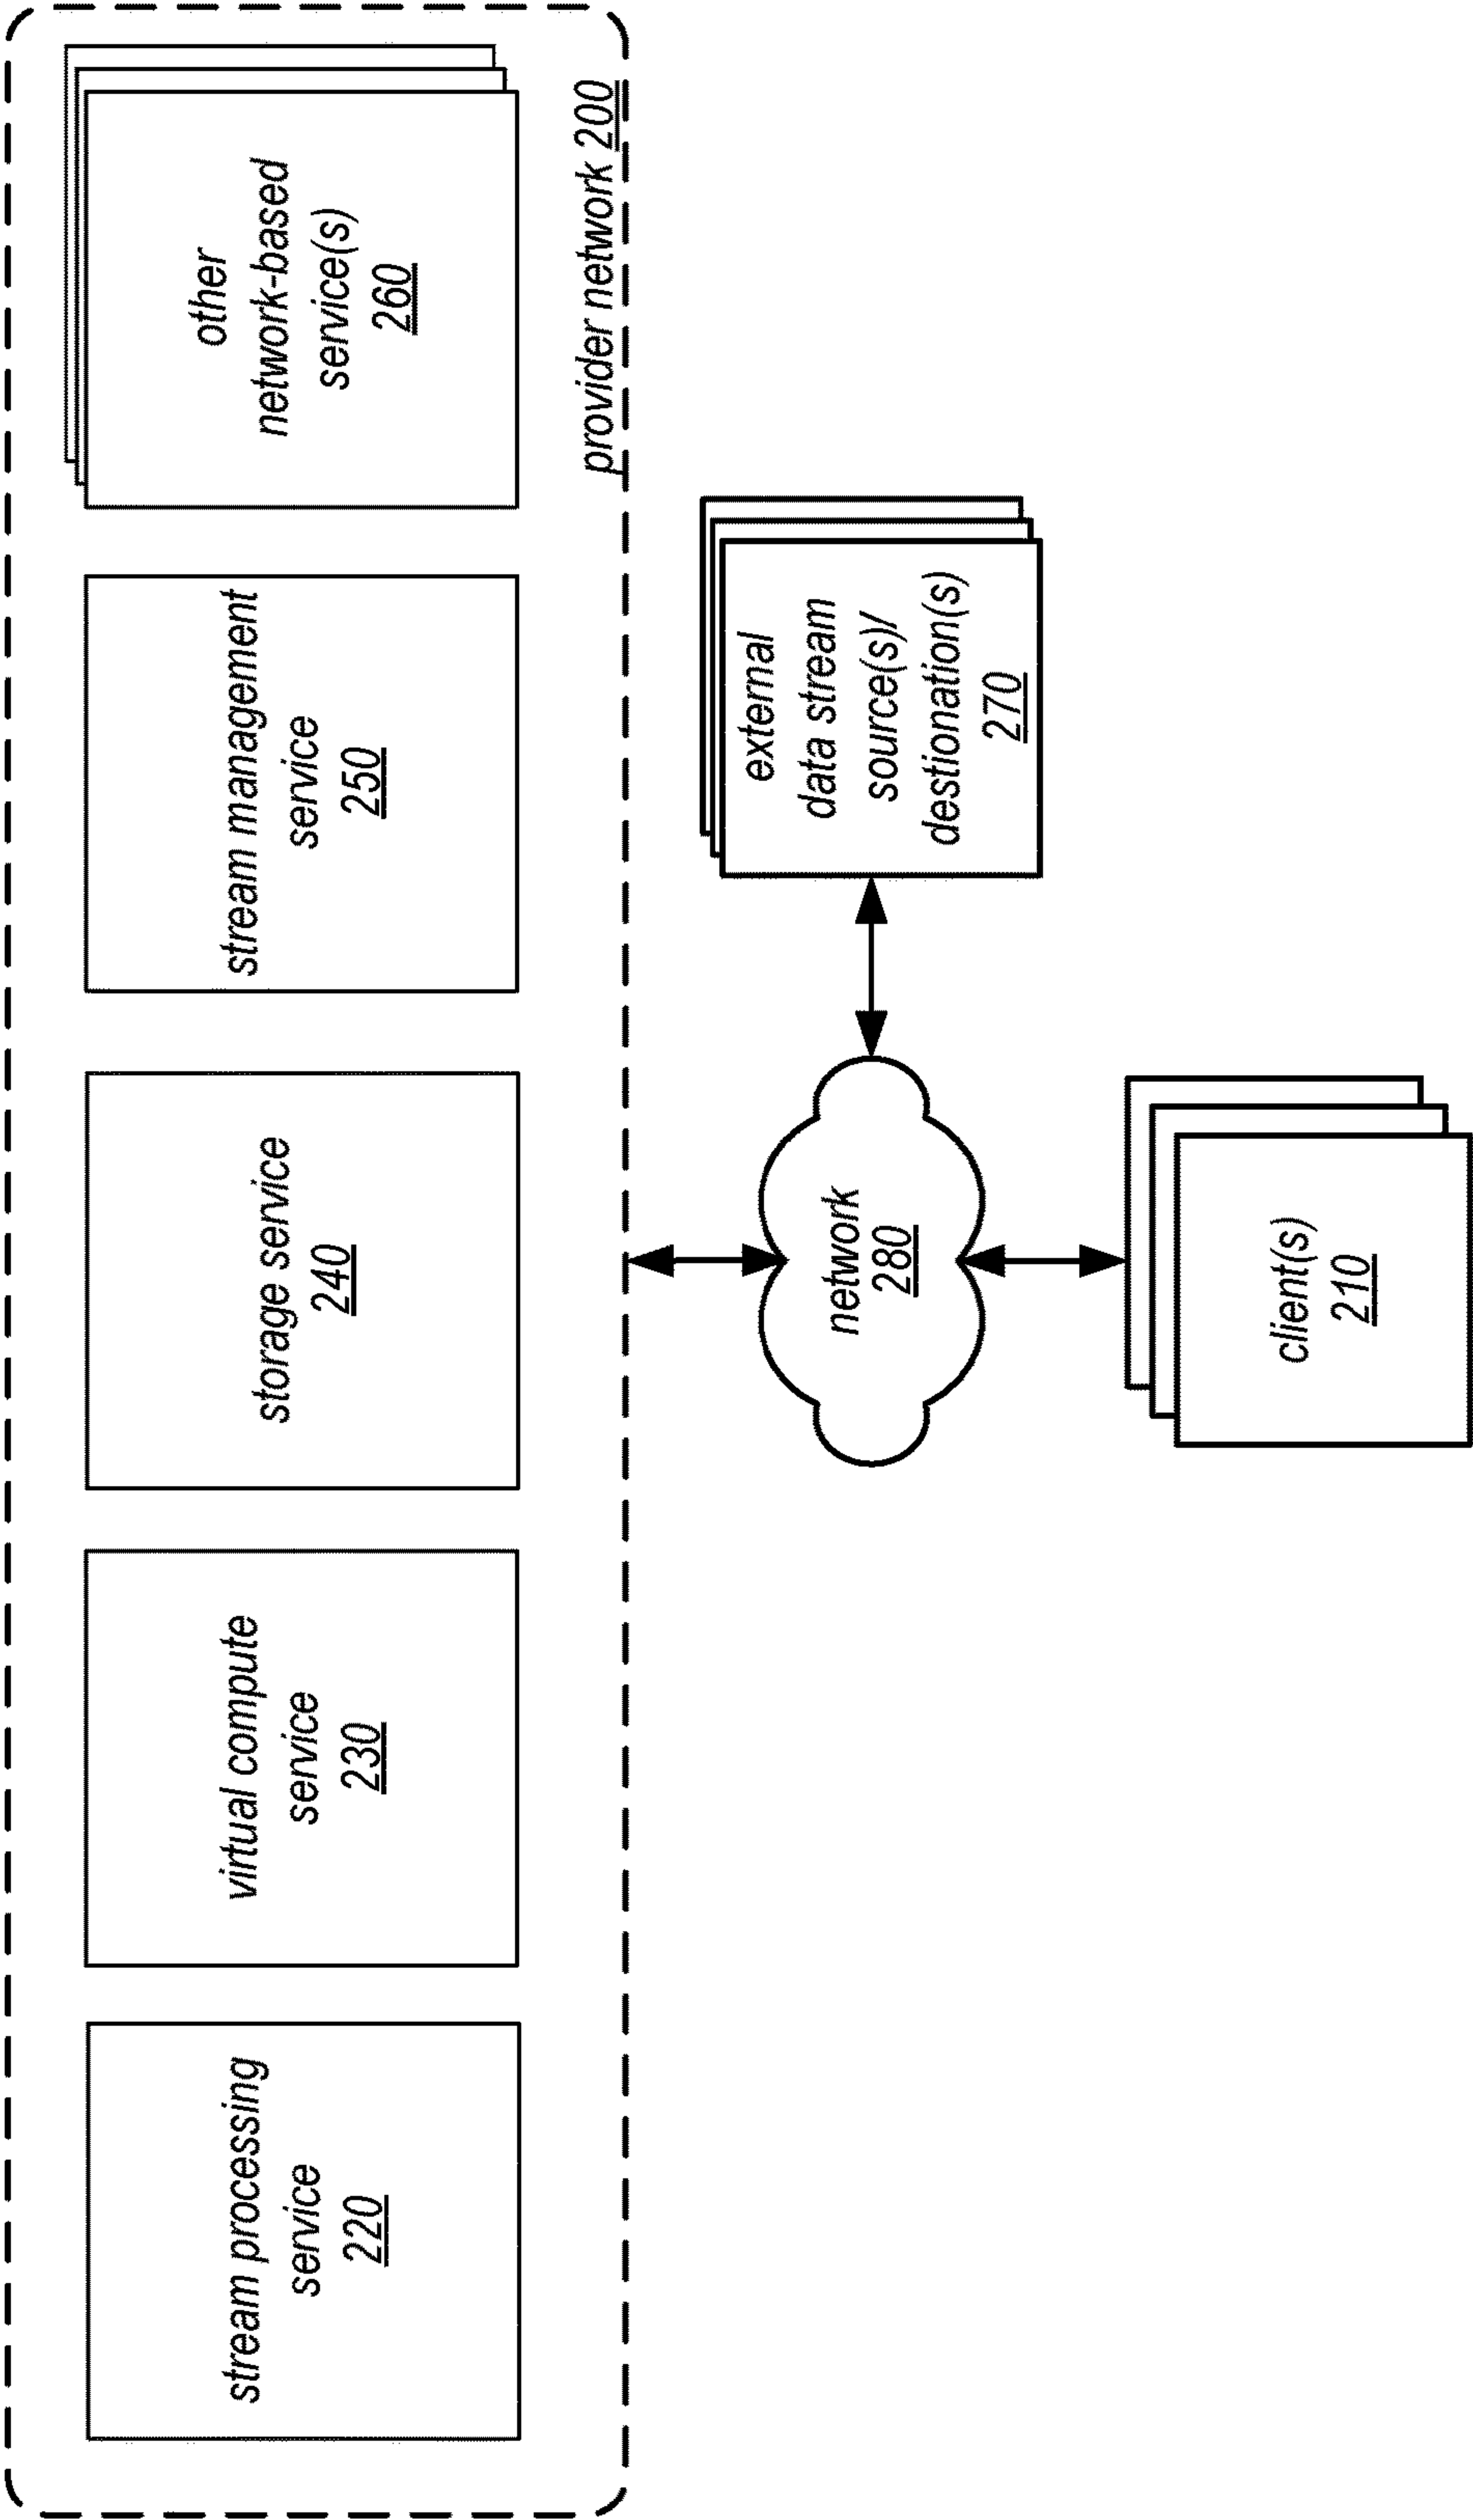 stream processing
service
220
virtual compute
service
230
storage service
240
stream management
service
250
other
network-based
service(s)
260
provider network 200
external
data stream
source(s)/
destionation(s)
270
network
280
client(s)
210